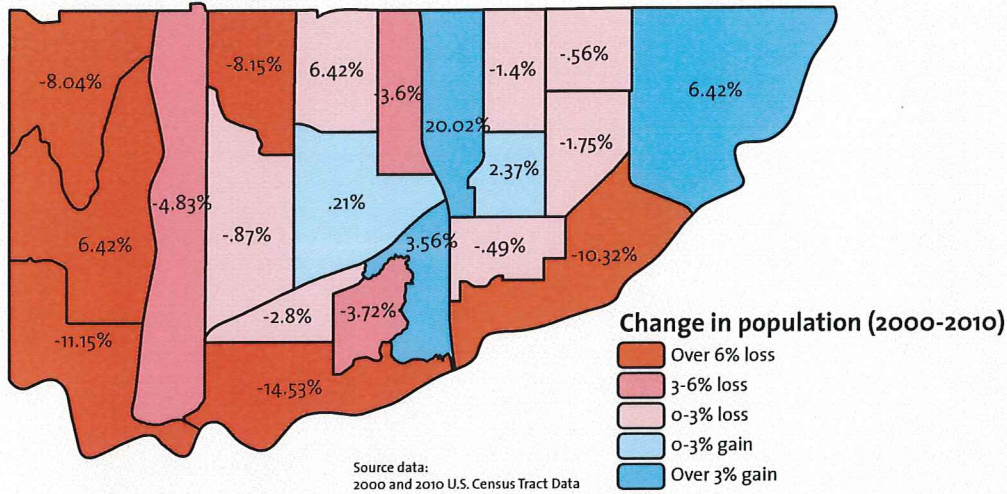 -8.04%
-8.15%
6.42%
-3.6%
20.02%
-1.4%
-.56%
6.42%
-1.75%
2.37%
-4.83%
.21%
-.87%
6.42%
3.56%
-.49%
-10.32%
-2.8%
-3.72%
-11.15%
-14.53%
Change in population (2000-2010)
Over 6% loss
3-6% loss
0-3% loss
0-3% gain
Over 3% gain
Source data:
2000 and 2010 U.S. Census Tract Data